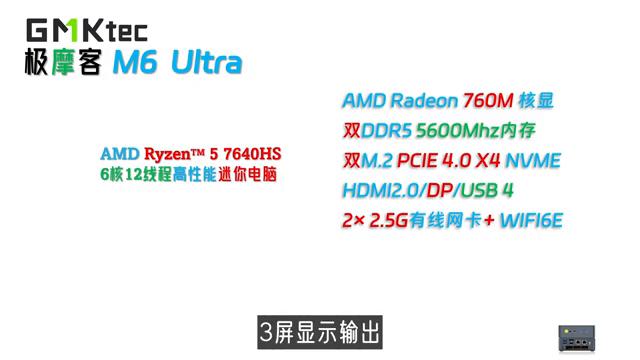 GMKtec
极摩客 M6 Ultra
AMD Ryzen™ 5 7640HS
6核12线程高性能迷你电脑
AMD Radeon 760M 核显
双DDR5 5600Mhz内存
双M.2 PCIE 4.0 X4 NVME
HDMI2.0/DP/USB 4
2× 2.5G有线网卡+ WIFI6E
3屏显示输出